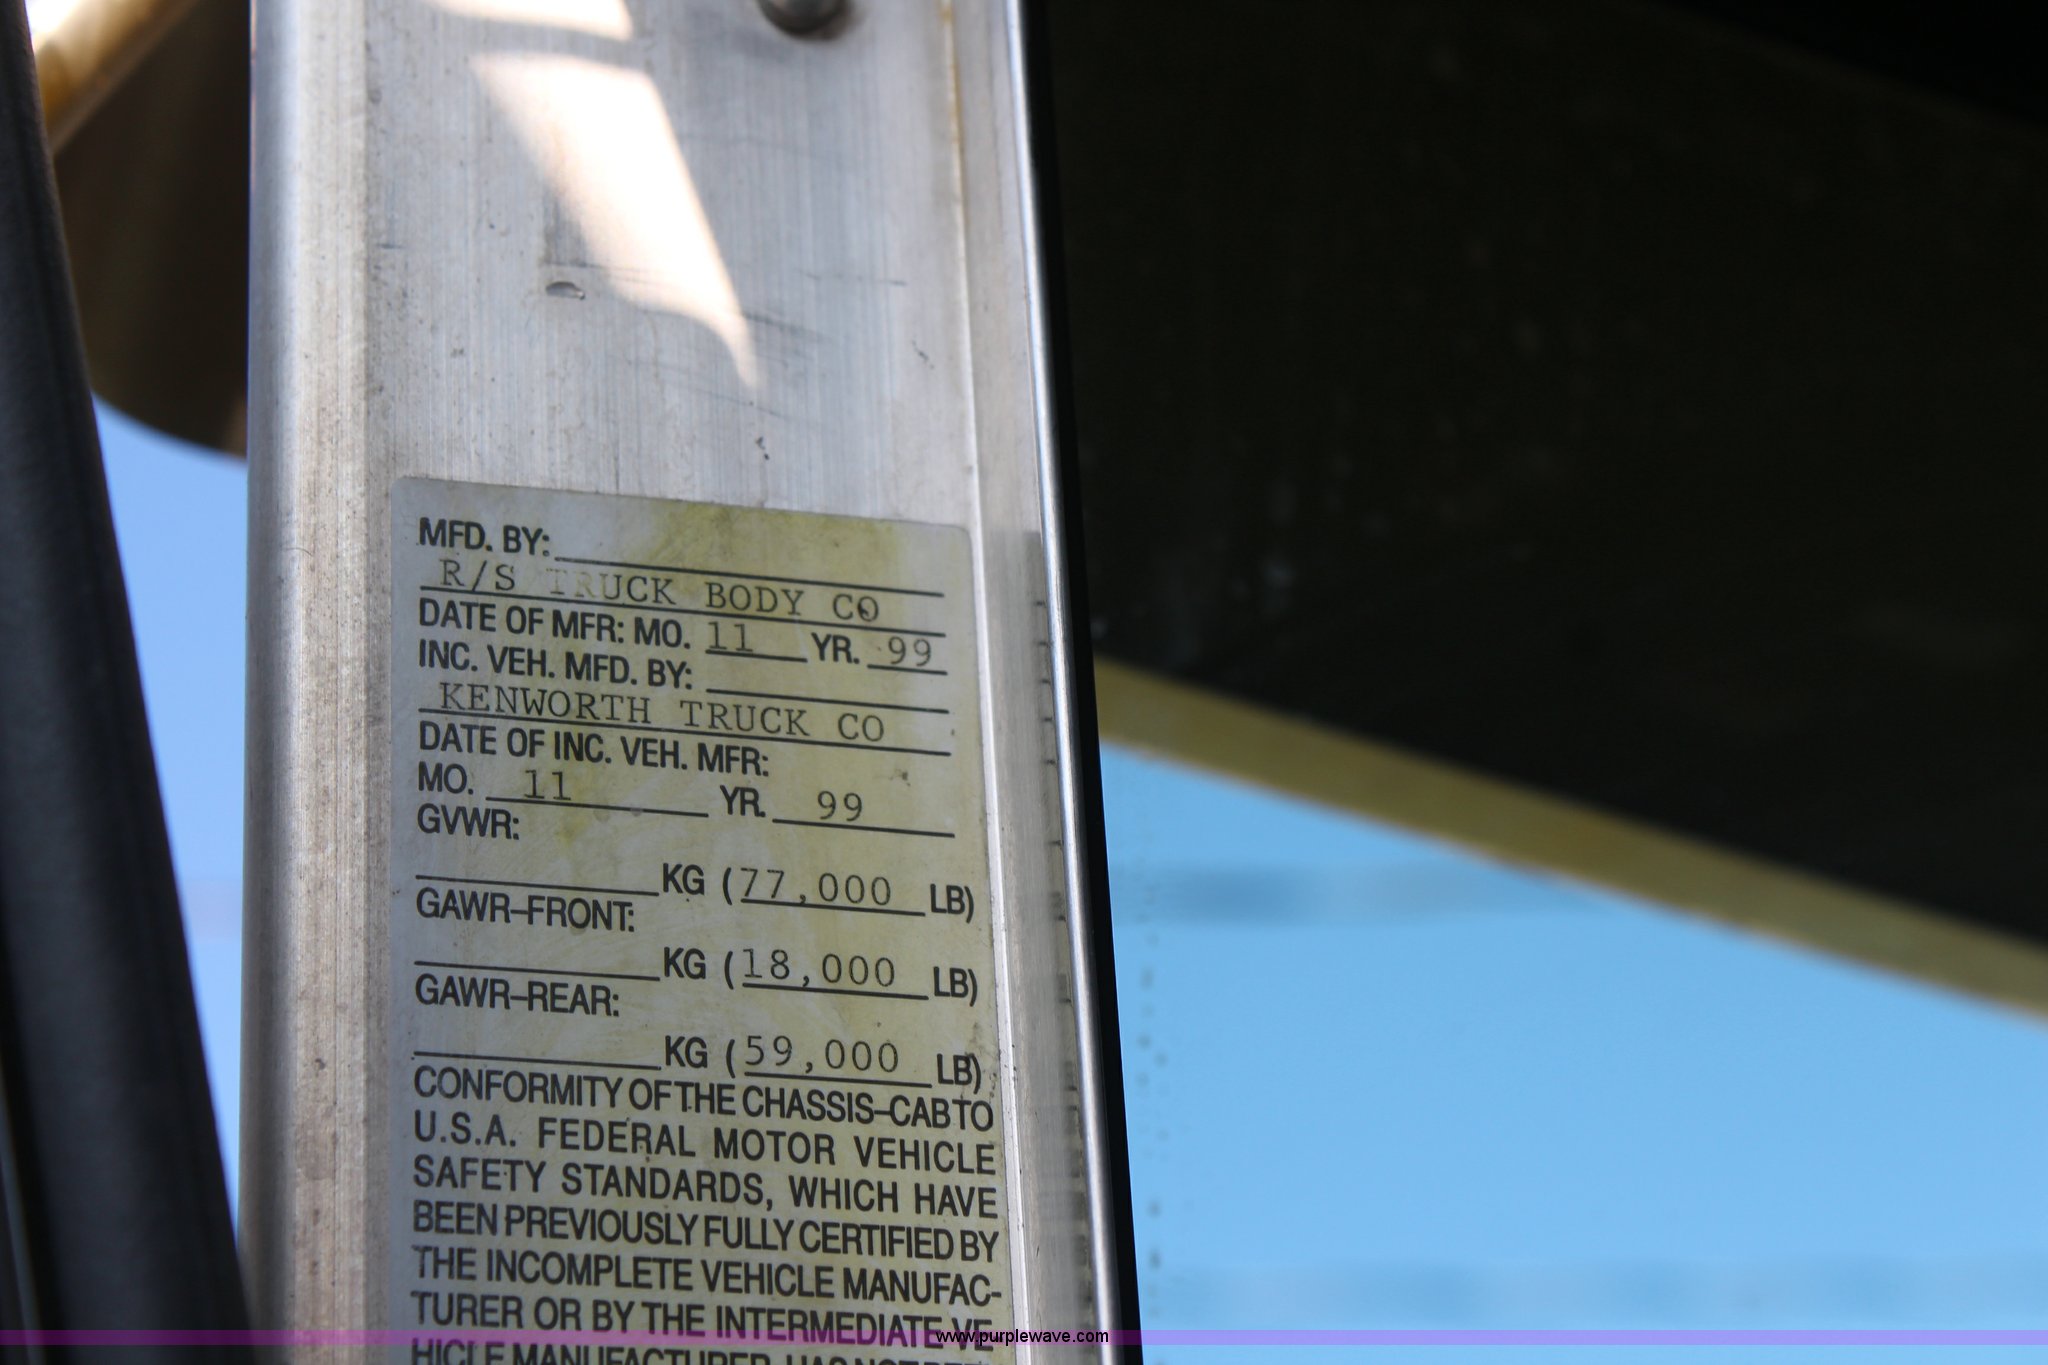 MFD. BY:
R/S TRUCK BODY CO
DATE OF MFR: MO. 11 YR. 99
INC. VEH. MFD. BY:
KENWORTH TRUCK CO
DATE OF INC. VEH. MFR:
MO. 11 YR. 99
GVWR:
KG (77,000 LB)
GAWR-FRONT:
KG (18,000 LB)
GAWR-REAR:
KG (59,000 LB)
CONFORMITY OF THE CHASSIS-CAB TO
U.S.A. FEDERAL MOTOR VEHICLE
SAFETY STANDARDS, WHICH HAVE
BEEN PREVIOUSLY FULLY CERTIFIED BY
THE INCOMPLETE VEHICLE MANUFAC-
TURER OR BY THE INTERMEDIATE VE-
HICLE MANUFACTURER, HAS NOT
www.purplewave.com